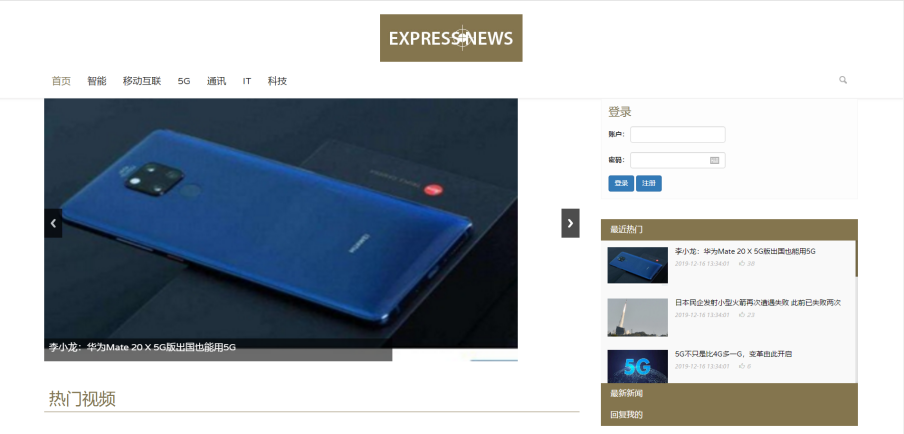 EXPRESS NEWS
首页 智能 移动互联 5G 通讯 IT 科技
登录
账户：
密码：
登录 注册
HUAWEI
李小龙：华为Mate 20 X 5G版出国也能用5G
热门视频
最近热门
李小龙：华为Mate 20 X 5G版出国也能用5G
2019-12-16 13:34:01 38
日本民企发射小型火箭再次遭遇失败 此前已失败两次
2019-12-16 13:34:01 23
5G
5G不只是比4G多一G，变革由此开启
2019-12-16 13:34:01 6
最新新闻
回复我的